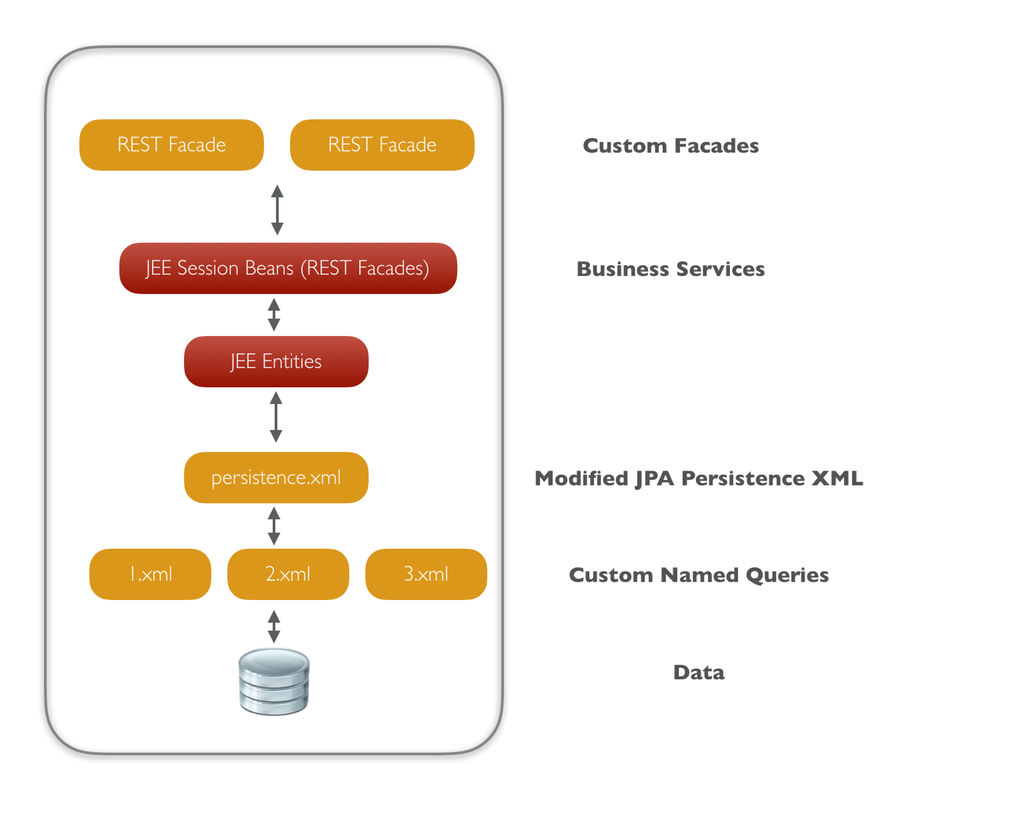 REST Facade
REST Facade
Custom Facades
JEE Session Beans (REST Facades)
Business Services
JEE Entities
persistence.xml
Modified JPA Persistence XML
1.xml
2.xml
3.xml
Custom Named Queries
Data